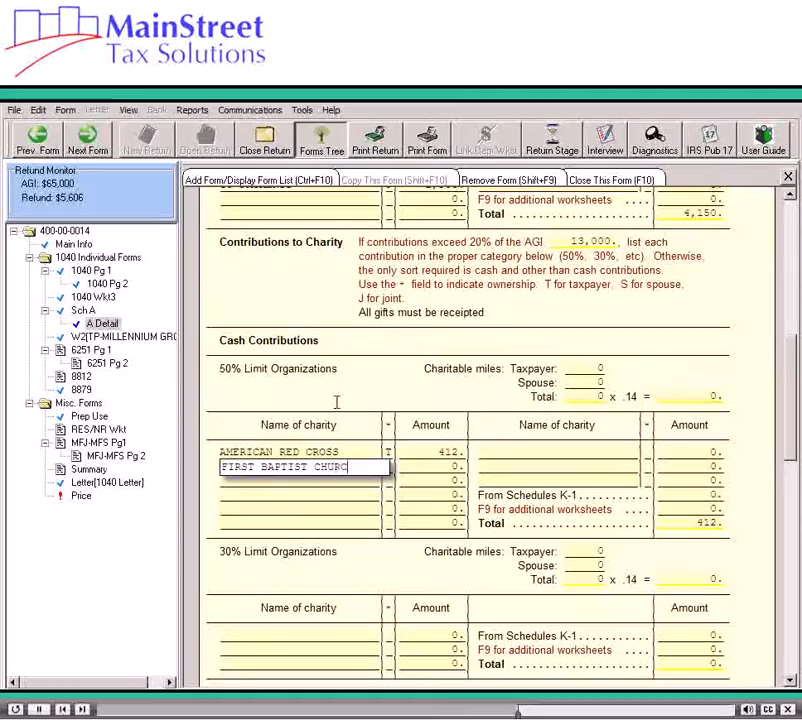 MainStreet
Tax Solutions
File Edit Form Letter View Bank Reports Communications Tools Help
Prev. Form Next Form New Return Open Return Close Return Forms Tree Print Return Print Form Link Dep/Wkst Return Stage Interview Diagnostics IRS Pub 17 User Guide
Refund Monitor
AGI: $65,000
Refund: $5,606
Add Form/Display Form List (Ctrl+F10) Copy This Form (Shift+F10) Remove Form (Shift+F9) Close This Form (F10)
400-00-0014
Main Info
1040 Individual Forms
1040 Pg 1
1040 Pg 2
1040 Wkt3
Sch A
A Detail
W2[TP-MILLENNIUM GRO
6251 Pg 1
6251 Pg 2
8812
8879
Misc. Forms
Prep Use
RES/NR Wkt
MFJ-MFS Pg1
MFJ-MFS Pg 2
Summary
Letter[1040 Letter]
Price
0. F9 for additional worksheets .... 0.
0. Total .................. 4,150.
Contributions to Charity If contributions exceed 20% of the AGI 13,000., list each
contribution in the proper category below (50%, 30%, etc). Otherwise,
the only sort required is cash and other than cash contributions.
Use the - field to indicate ownership. T for taxpayer, S for spouse,
J for joint.
All gifts must be receipted.
Cash Contributions
50% Limit Organizations Charitable miles: Taxpayer: 0
Spouse: 0
Total: 0 x .14 = 0.
Name of charity - Amount Name of charity - Amount
AMERICAN RED CROSS T 412. 0.
FIRST BAPTIST CHURC 0. 0.
0. 0.
0. From Schedules K-1............ 0.
0. F9 for additional worksheets .... 0.
0. Total .................. 412.
30% Limit Organizations Charitable miles: Taxpayer: 0
Spouse: 0
Total: 0 x .14 = 0.
Name of charity - Amount Amount
0. From Schedules K-1............ 0.
0. F9 for additional worksheets .... 0.
0. Total .................. 0.
CC